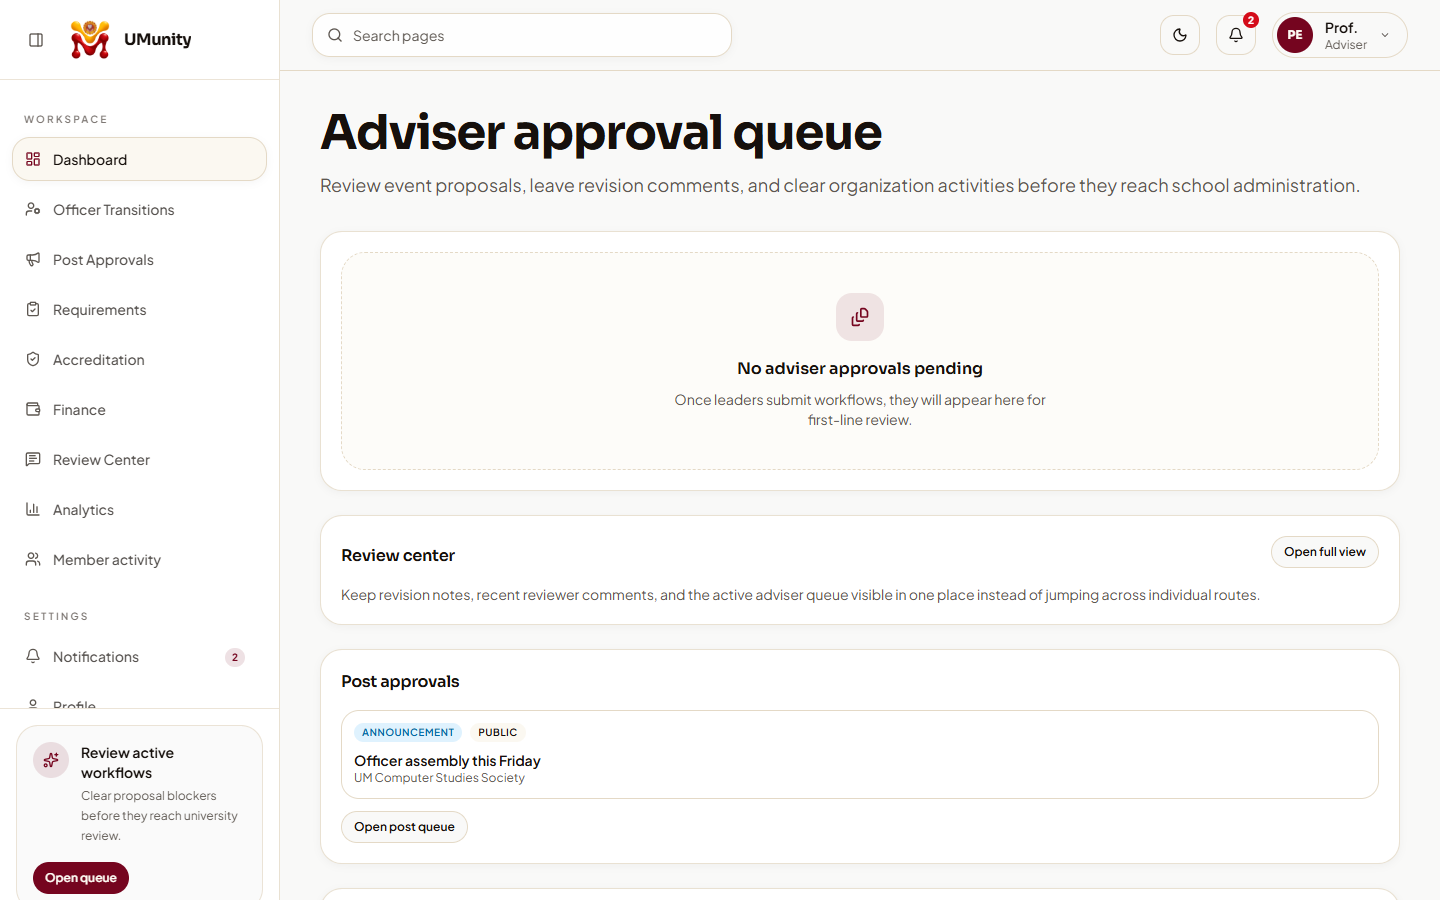 UMunity
Search pages
2
PE
Prof.
Adviser
WORKSPACE
Dashboard
Officer Transitions
Post Approvals
Requirements
Accreditation
Finance
Review Center
Analytics
Member activity
SETTINGS
Notifications
2
Profile
Review active
workflows
Clear proposal blockers
before they reach university
review.
Open queue
Adviser approval queue
Review event proposals, leave revision comments, and clear organization activities before they reach school administration.
No adviser approvals pending
Once leaders submit workflows, they will appear here for
first-line review.
Review center
Open full view
Keep revision notes, recent reviewer comments, and the active adviser queue visible in one place instead of jumping across individual routes.
Post approvals
ANNOUNCEMENT
PUBLIC
Officer assembly this Friday
UM Computer Studies Society
Open post queue